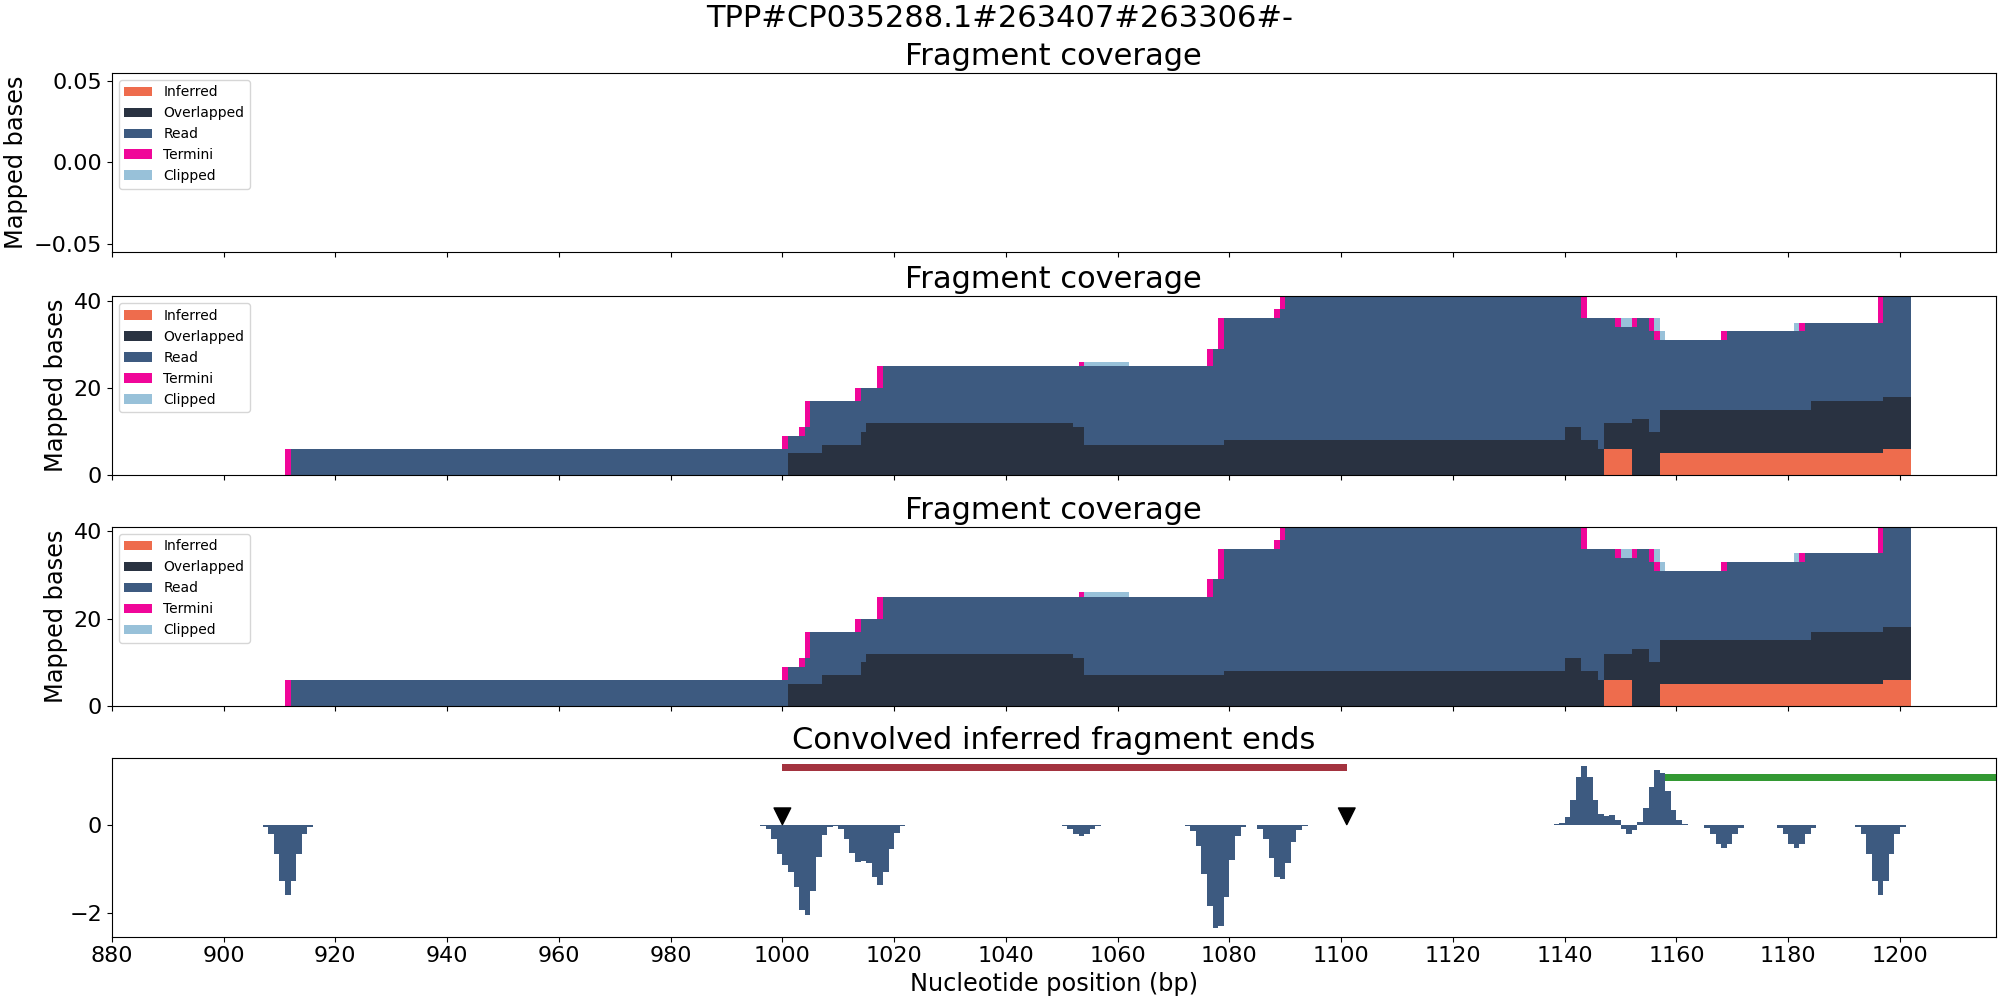 TPP#CP035288.1#263407#263306#-
Fragment coverage
Mapped bases
0.05
0.00
−0.05
Inferred
Overlapped
Read
Termini
Clipped
Fragment coverage
Mapped bases
40
20
0
Inferred
Overlapped
Read
Termini
Clipped
Fragment coverage
Mapped bases
40
20
0
Inferred
Overlapped
Read
Termini
Clipped
Convolved inferred fragment ends
0
−2
880 900 920 940 960 980 1000 1020 1040 1060 1080 1100 1120 1140 1160 1180 1200
Nucleotide position (bp)